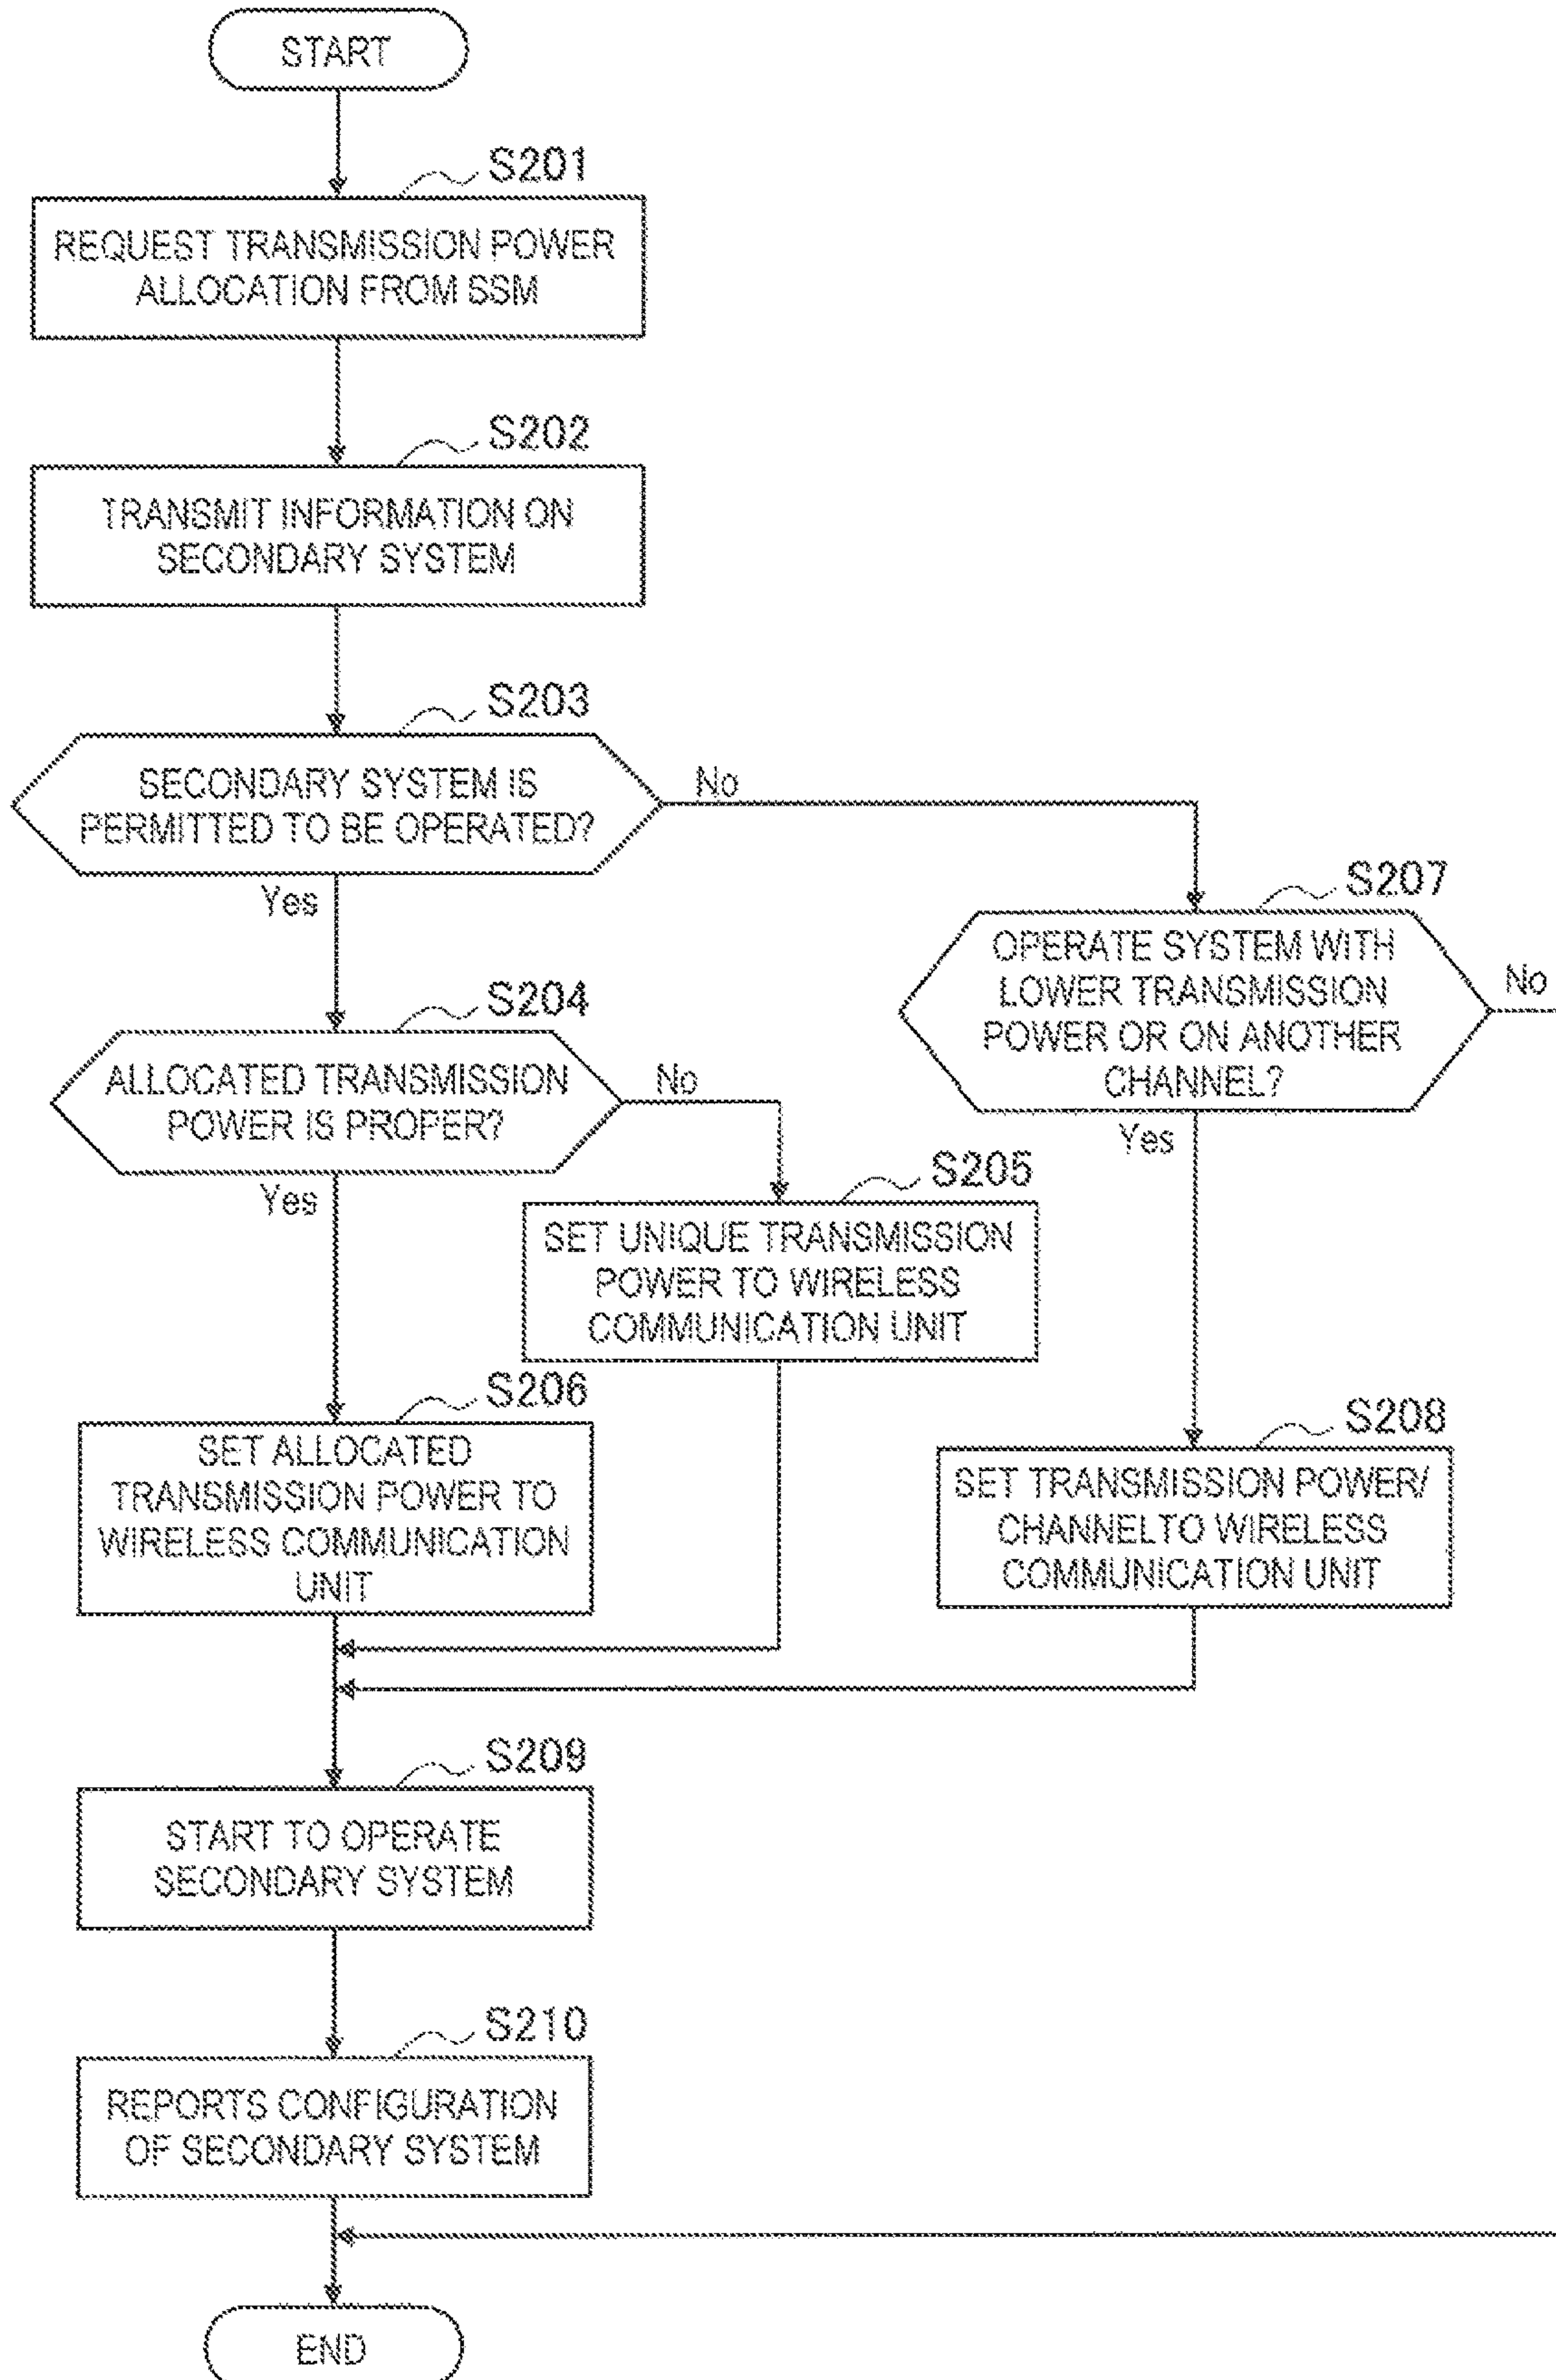 START
S201
REQUEST TRANSMISSION POWER
ALLOCATION FROM SSM
S202
TRANSMIT INFORMATION ON
SECONDARY SYSTEM
S203
SECONDARY SYSTEM IS
PERMITTED TO BE OPERATED?
No
Yes
S207
OPERATE SYSTEM WITH
LOWER TRANSMISSION
POWER OR ON ANOTHER
CHANNEL?
No
Yes
S204
ALLOCATED TRANSMISSION
POWER IS PROPER?
No
Yes
S205
SET UNIQUE TRANSMISSION
POWER TO WIRELESS
COMMUNICATION UNIT
S206
SET ALLOCATED
TRANSMISSION POWER TO
WIRELESS COMMUNICATION
UNIT
S208
SET TRANSMISSION POWER/
CHANNELTO WIRELESS
COMMUNICATION UNIT
S209
START TO OPERATE
SECONDARY SYSTEM
S210
REPORTS CONFIGURATION
OF SECONDARY SYSTEM
END